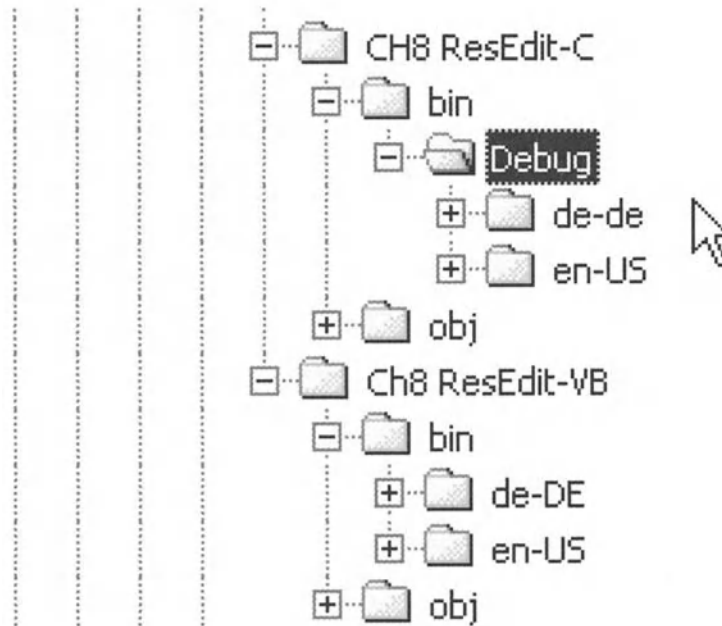 CH8 ResEdit-C
bin
Debug
de-de
en-US
obj
Ch8 ResEdit-VB
bin
de-DE
en-US
obj